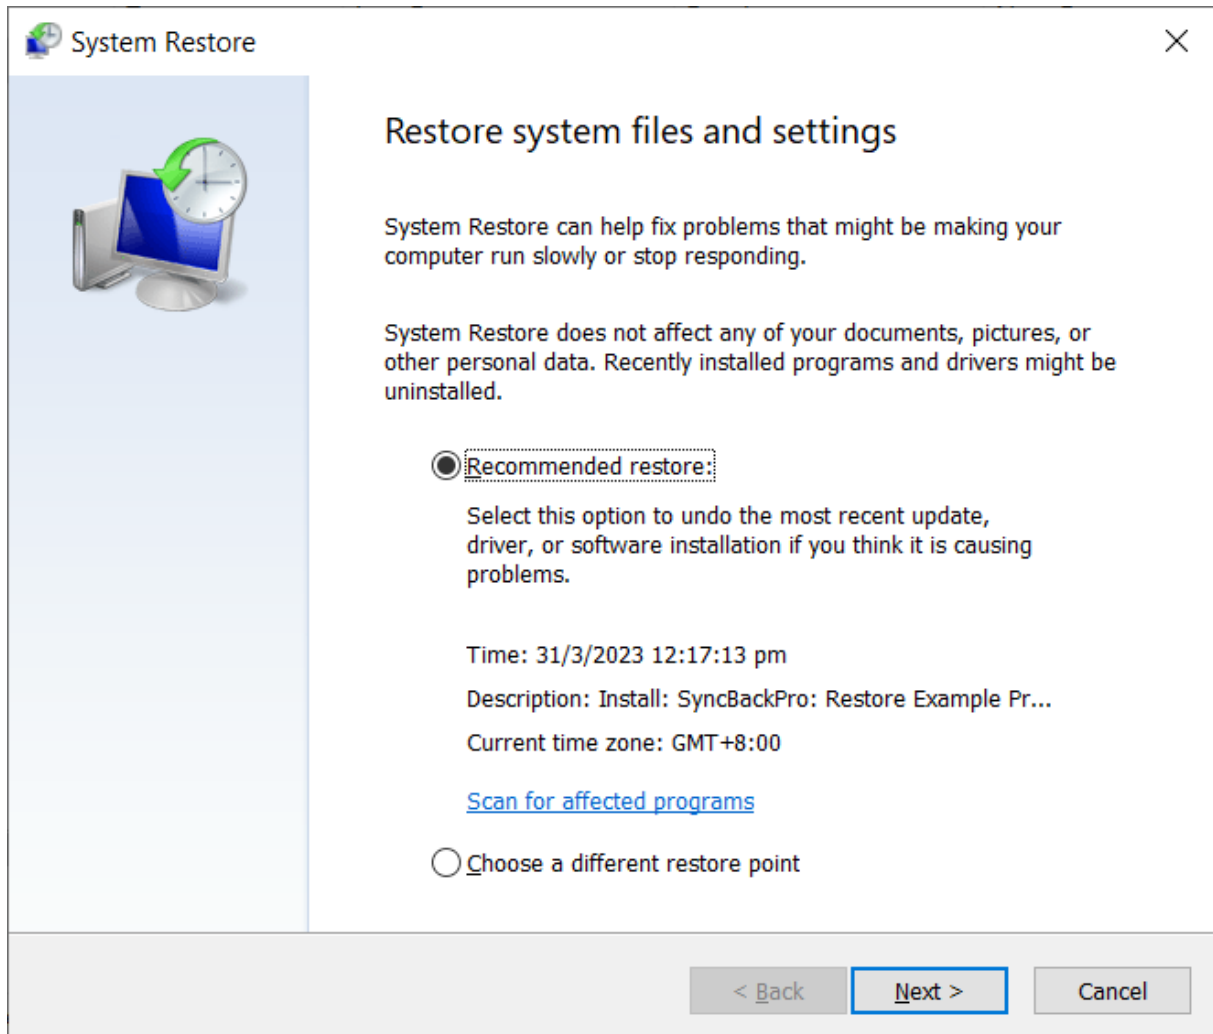 System Restore
Restore system files and settings
System Restore can help fix problems that might be making your
computer run slowly or stop responding.
System Restore does not affect any of your documents, pictures, or
other personal data. Recently installed programs and drivers might be
uninstalled.
Recommended restore:
Select this option to undo the most recent update,
driver, or software installation if you think it is causing
problems.
Time: 31/3/2023 12:17:13 pm
Description: Install: SyncBackPro: Restore Example Pr...
Current time zone: GMT+8:00
Scan for affected programs
Choose a different restore point
< Back
Next >
Cancel